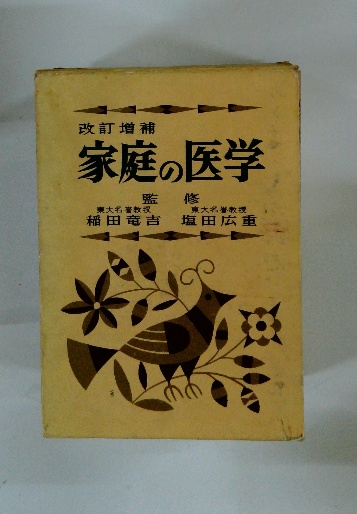 改訂増補
家庭の医学
監修
東大名誉教授 東大名誉教授
稲田竜吉 塩田広重